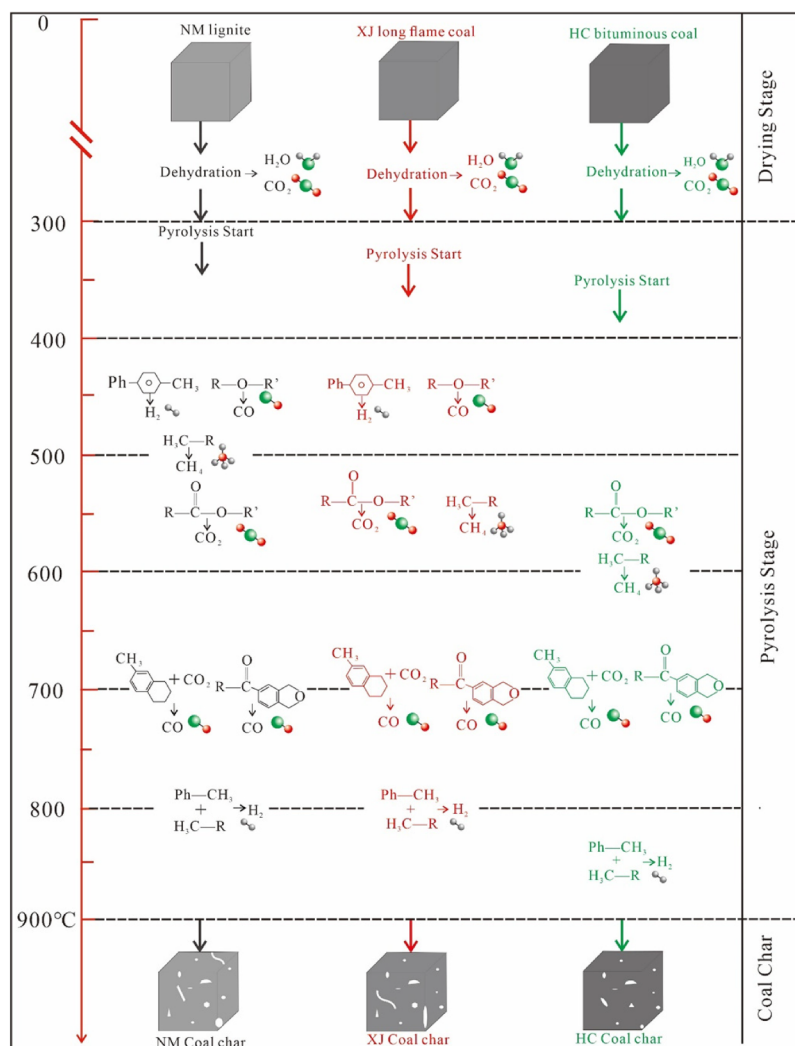 0
NM lignite
XJ long flame coal
HC bituminous coal
Drying Stage
Dehydration → H₂O CO₂
Dehydration → H₂O CO₂
Dehydration → H₂O CO₂
300
Pyrolysis Start
Pyrolysis Start
Pyrolysis Start
400
Ph CH₃ H₂
R—O—R' CO
Ph CH₃ H₂
R—O—R' CO
H₃C—R CH₄
500
O R—C—O—R' CO₂
O R—C—O—R' CO₂
H₃C—R CH₄
O R—C—O—R' CO₂
600
H₃C—R CH₄
Pyrolysis Stage
CH₃ +CO₂ CO
O R—C O CO
CH₃ +CO₂ CO
O R—C O CO
CH₃ +CO₂ CO
O R—C O CO
700
Ph—CH₃ + H₃C—R →H₂
Ph—CH₃ + H₃C—R →H₂
800
Ph—CH₃ + H₃C—R →H₂
900℃
Coal Char
NM Coal char
XJ Coal char
HC Coal char